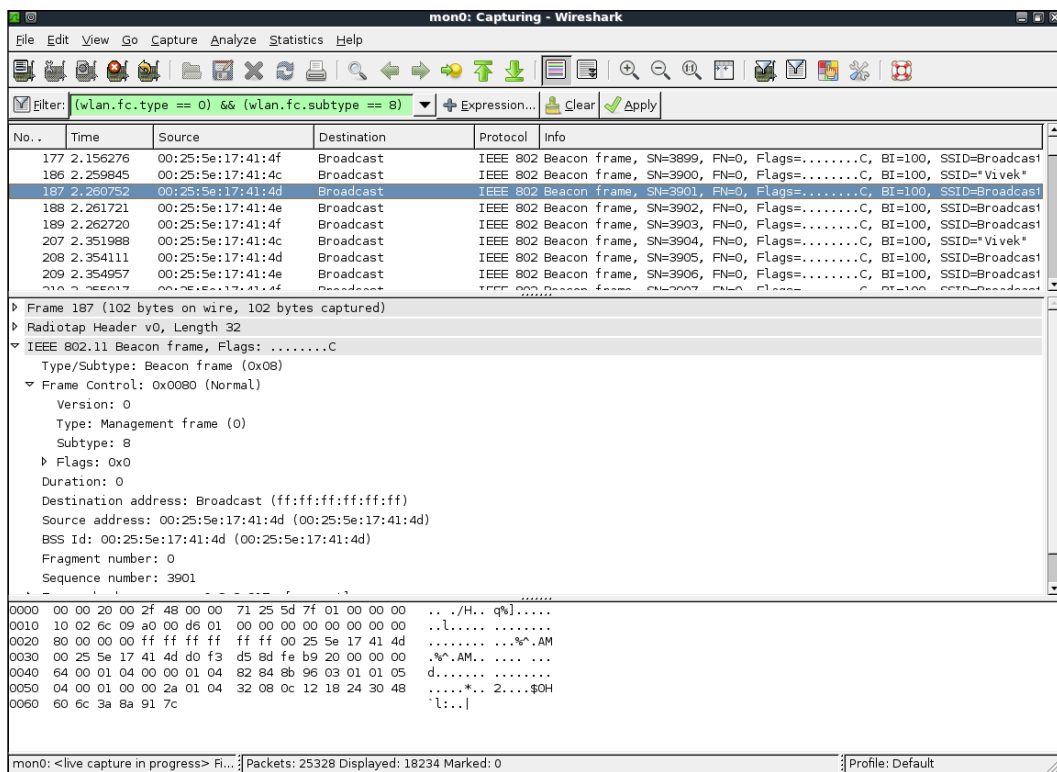 mon0: Capturing - Wireshark
File Edit View Go Capture Analyze Statistics Help
Filter: (wlan.fc.type == 0) && (wlan.fc.subtype == 8) Expression... Clear Apply
No. . Time Source Destination Protocol Info
177 2.156276 00:25:5e:17:41:4f Broadcast IEEE 802 Beacon frame, SN=3899, FN=0, Flags=........C, BI=100, SSID=Broadcast
186 2.259845 00:25:5e:17:41:4c Broadcast IEEE 802 Beacon frame, SN=3900, FN=0, Flags=........C, BI=100, SSID="Vivek"
187 2.260752 00:25:5e:17:41:4d Broadcast IEEE 802 Beacon frame, SN=3901, FN=0, Flags=........C, BI=100, SSID=Broadcast
188 2.261721 00:25:5e:17:41:4e Broadcast IEEE 802 Beacon frame, SN=3902, FN=0, Flags=........C, BI=100, SSID=Broadcast
189 2.262720 00:25:5e:17:41:4f Broadcast IEEE 802 Beacon frame, SN=3903, FN=0, Flags=........C, BI=100, SSID=Broadcast
207 2.351988 00:25:5e:17:41:4c Broadcast IEEE 802 Beacon frame, SN=3904, FN=0, Flags=........C, BI=100, SSID="Vivek"
208 2.354111 00:25:5e:17:41:4d Broadcast IEEE 802 Beacon frame, SN=3905, FN=0, Flags=........C, BI=100, SSID=Broadcast
209 2.354957 00:25:5e:17:41:4e Broadcast IEEE 802 Beacon frame, SN=3906, FN=0, Flags=........C, BI=100, SSID=Broadcast
Frame 187 (102 bytes on wire, 102 bytes captured)
Radiotap Header v0, Length 32
IEEE 802.11 Beacon frame, Flags: ........C
Type/Subtype: Beacon frame (0x08)
Frame Control: 0x0080 (Normal)
Version: 0
Type: Management frame (0)
Subtype: 8
Flags: 0x0
Duration: 0
Destination address: Broadcast (ff:ff:ff:ff:ff:ff)
Source address: 00:25:5e:17:41:4d (00:25:5e:17:41:4d)
BSS Id: 00:25:5e:17:41:4d (00:25:5e:17:41:4d)
Fragment number: 0
Sequence number: 3901
0000 00 00 20 00 2f 48 00 00 71 25 5d 7f 01 00 00 00 .. ./H.. q%].....
0010 10 02 6c 09 a0 00 d6 01 00 00 00 00 00 00 00 00 ..l..... ........
0020 80 00 00 00 ff ff ff ff ff ff 00 25 5e 17 41 4d ........ ...%^.AM
0030 00 25 5e 17 41 4d d0 f3 d5 8d fe b9 20 00 00 00 .%^.AM.. .... ...
0040 64 00 01 04 00 00 01 04 82 84 8b 96 03 01 01 05 d....... ........
0050 04 00 01 00 00 2a 01 04 32 08 0c 12 18 24 30 48 .....*.. 2....$0H
0060 60 6c 3a 8a 91 7c `l:..|
mon0: <live capture in progress> Fi... Packets: 25328 Displayed: 18234 Marked: 0 Profile: Default